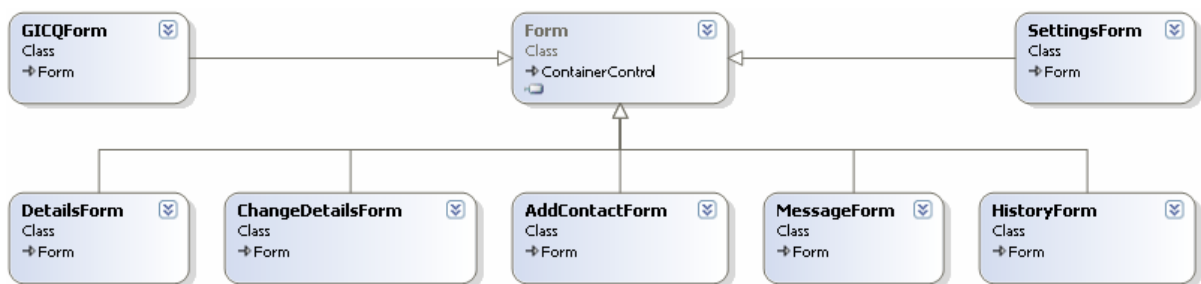 GICQForm
Class
Form
Form
Class
ContainerControl
SettingsForm
Class
Form
DetailsForm
Class
Form
ChangeDetailsForm
Class
Form
AddContactForm
Class
Form
MessageForm
Class
Form
HistoryForm
Class
Form